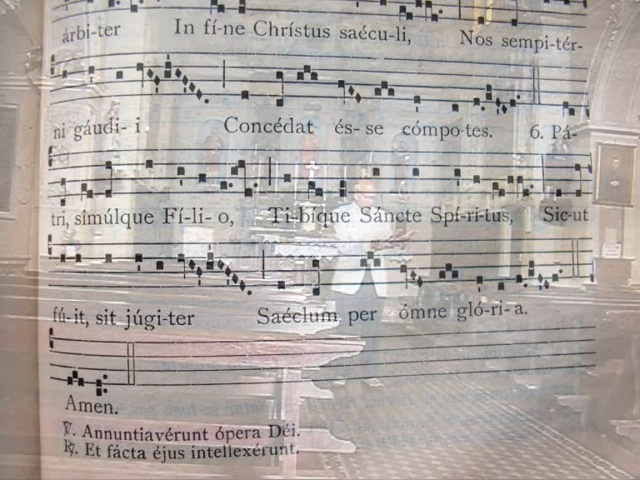 árbi-ter In fí-ne Chrístus saécu-li, Nos sempi-tér-
ni gáudi- i Concédat és- se cómpo-tes. 6. Pá-
tri, simúlque Fí-li- o, Ti-bíque Sáncte Spí-rí-tus, Sic-ut
fú-it, sit júgi-ter Saéclum per ómne gló-ri- a.
Amen.
℣. Annuntiavérunt ópera Déi.
℟. Et fácta éjus intellexérunt.